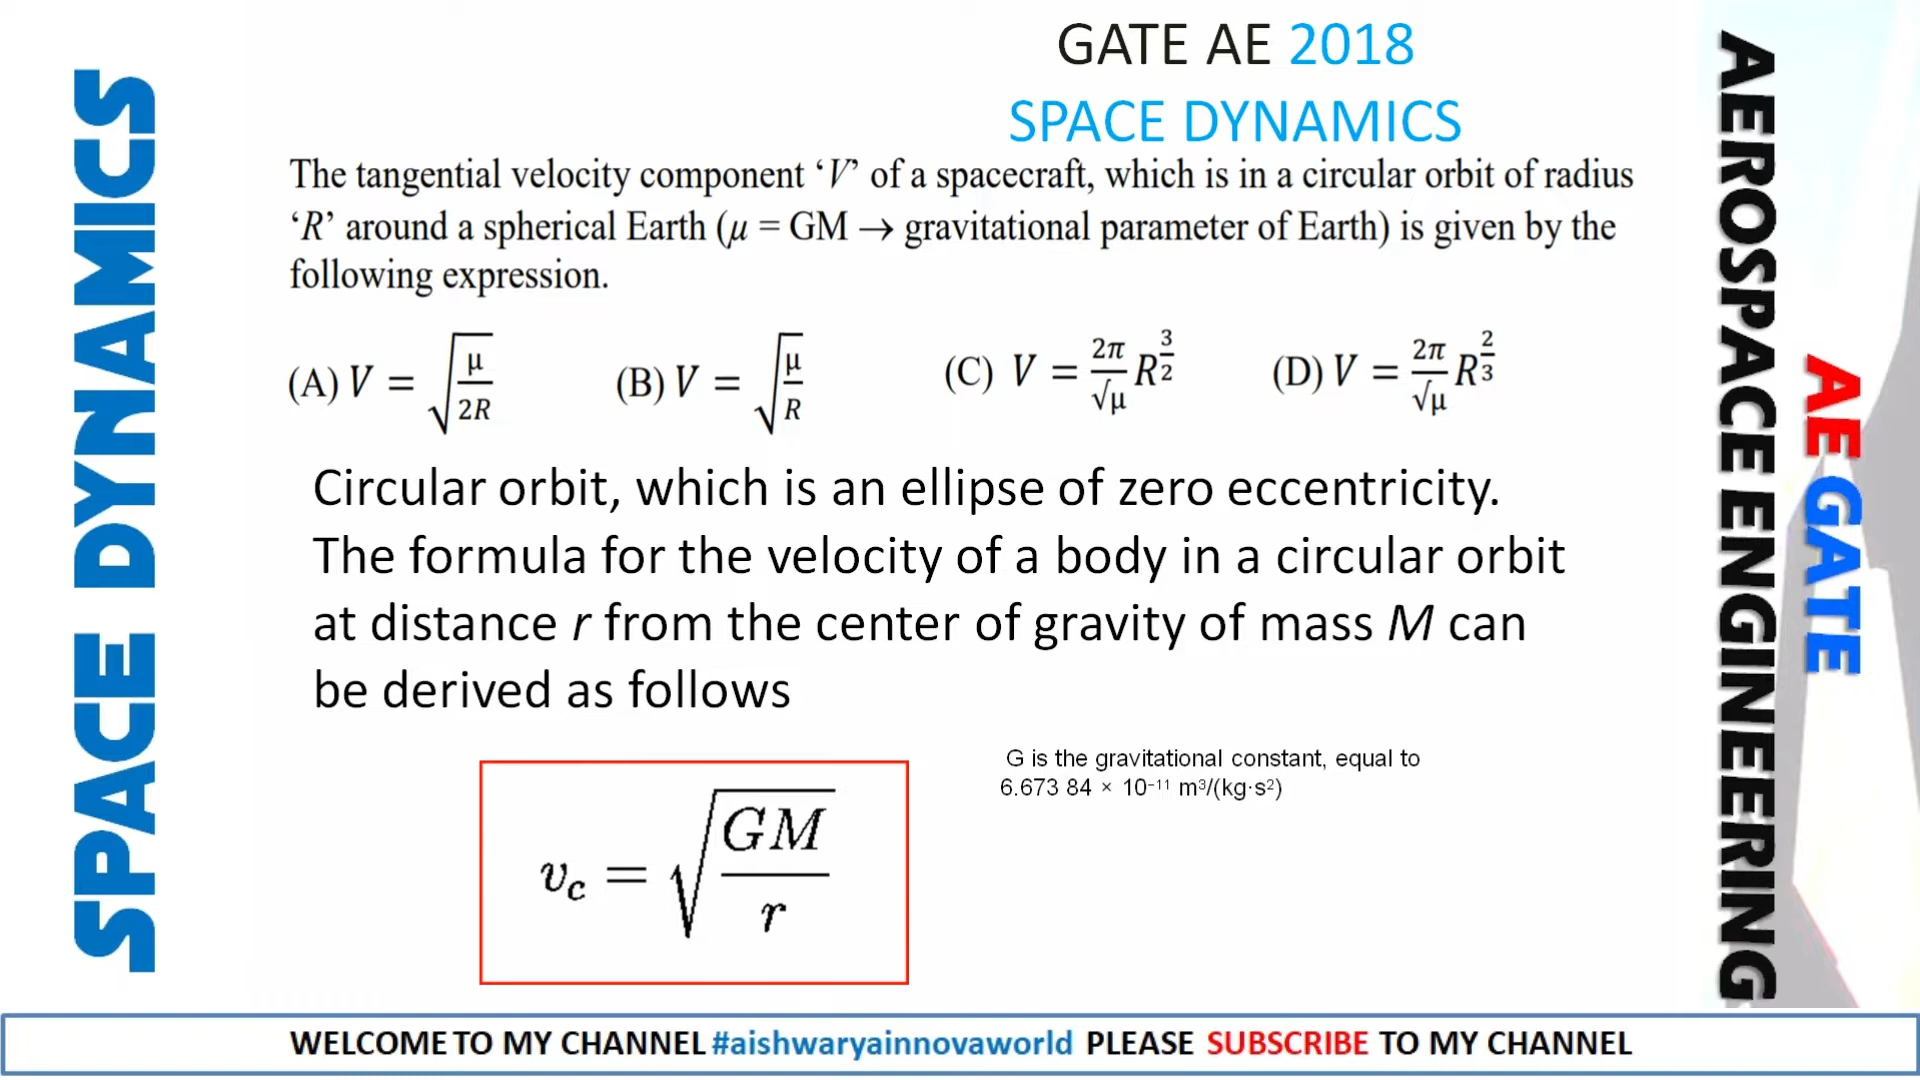 SPACE DYNAMICS
GATE AE 2018
SPACE DYNAMICS
The tangential velocity component ‘V’ of a spacecraft, which is in a circular orbit of radius
‘R’ around a spherical Earth (μ = GM → gravitational parameter of Earth) is given by the
following expression.
(A) V = √(μ/2R) (B) V = √(μ/R) (C) V = 2π/√μ R^(3/2) (D) V = 2π/√μ R^(2/3)
Circular orbit, which is an ellipse of zero eccentricity.
The formula for the velocity of a body in a circular orbit
at distance r from the center of gravity of mass M can
be derived as follows
v_c = √(GM/r)
G is the gravitational constant, equal to
6.673 84 × 10⁻¹¹ m³/(kg·s²)
AEROSPACE ENGINEERING
AE GATE
WELCOME TO MY CHANNEL #aishwaryainnovaworld PLEASE SUBSCRIBE TO MY CHANNEL